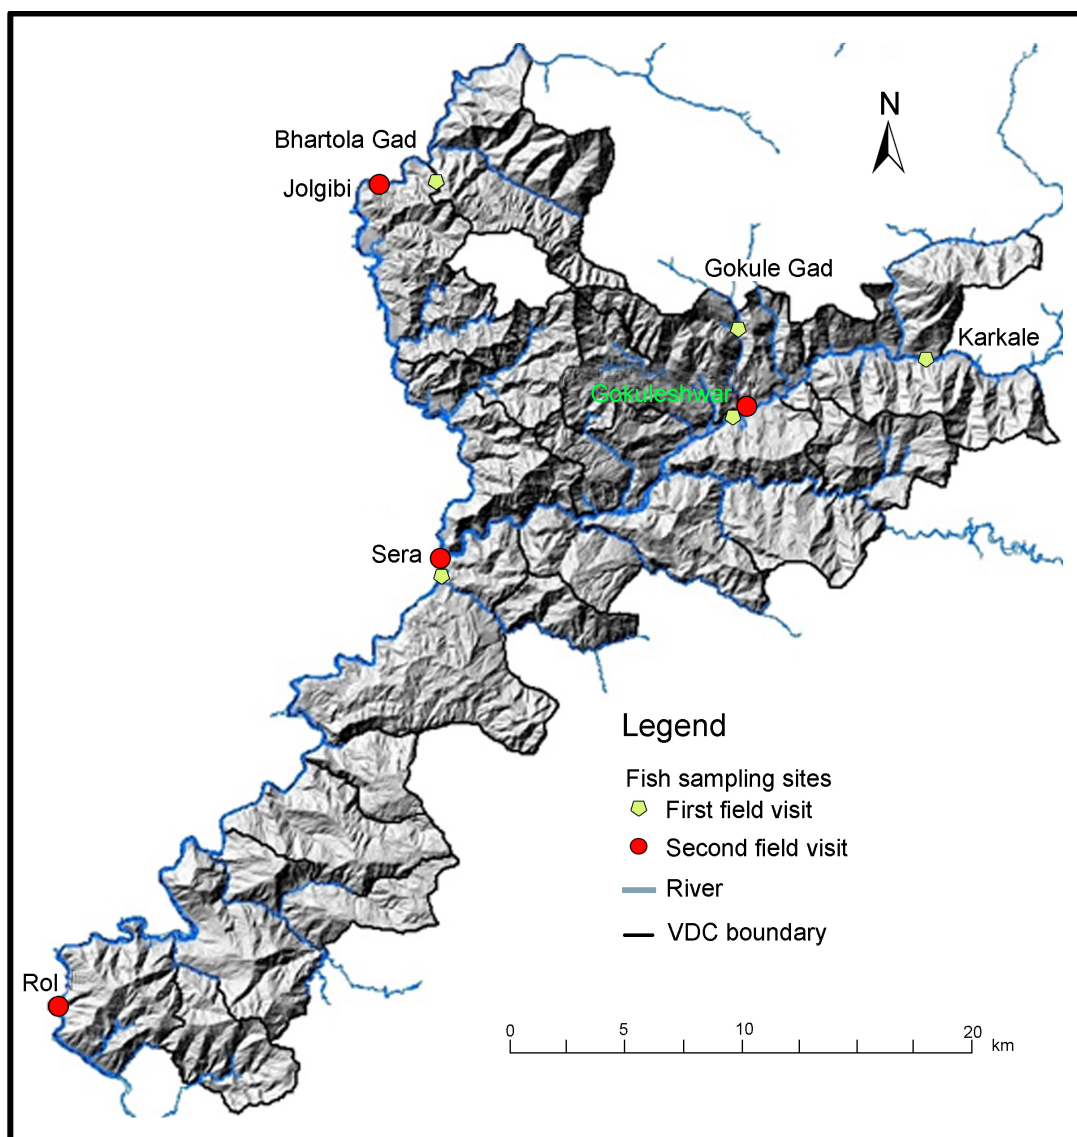 N
Bhartola Gad
Jolgibi
Gokule Gad
Karkale
Gokuleshwar
Sera
Legend
Fish sampling sites
First field visit
Second field visit
River
VDC boundary
Rol
0 5 10 20
km